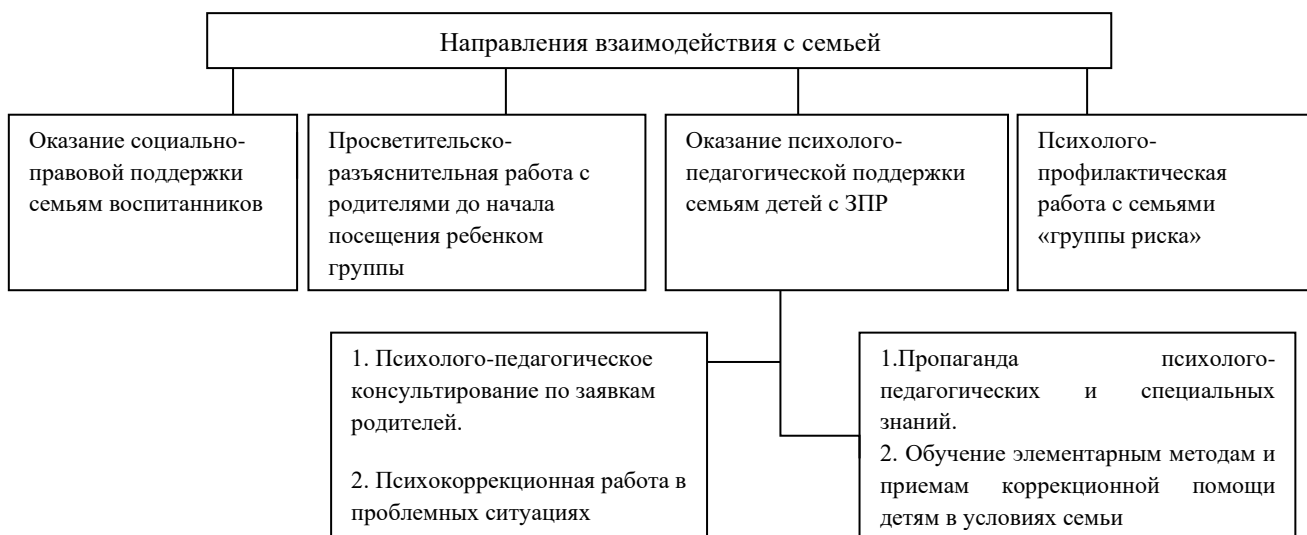 Направления взаимодействия с семьей
Оказание социально-
правовой поддержки
семьям воспитанников
Просветительско-
разъяснительная работа с
родителями до начала
посещения ребенком
группы
Оказание психолого-
педагогической поддержки
семьям детей с ЗПР
Психолого-
профилактическая
работа с семьями
«группы риска»
1. Психолого-педагогическое
консультирование по заявкам
родителей.
2. Психокоррекционная работа в
проблемных ситуациях
1.Пропаганда психолого-
педагогических и специальных
знаний.
2. Обучение элементарным методам и
приемам коррекционной помощи
детям в условиях семьи